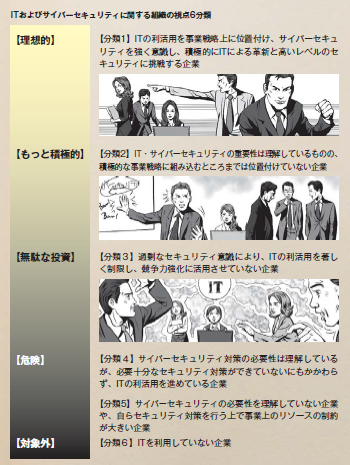 ITおよびサイバーセキュリティに関する組織の視点6分類
【理想的】
【分類1】ITの利活用を事業戦略上に位置付け、サイバーセキュ
リティを強く意識し、積極的にITによる革新と高いレベルのセ
キュリティに挑戦する企業
【もっと積極的】
【分類2】IT・サイバーセキュリティの重要性は理解しているものの、
積極的な事業戦略に組み込むところまでは位置付けていない企業
【無駄な投資】
【分類3】過剰なセキュリティ意識により、ITの利活用を著し
く制限し、競争力強化に活用させていない企業
IT
【危険】
【分類4】サイバーセキュリティ対策の必要性は理解している
が、必要十分なセキュリティ対策ができていないにもかかわら
ず、ITの利活用を進めている企業
【分類5】サイバーセキュリティの必要性を理解していない企業
や、自らセキュリティ対策を行う上で事業上のリソースの制約
が大きい企業
【対象外】
【分類6】ITを利用していない企業